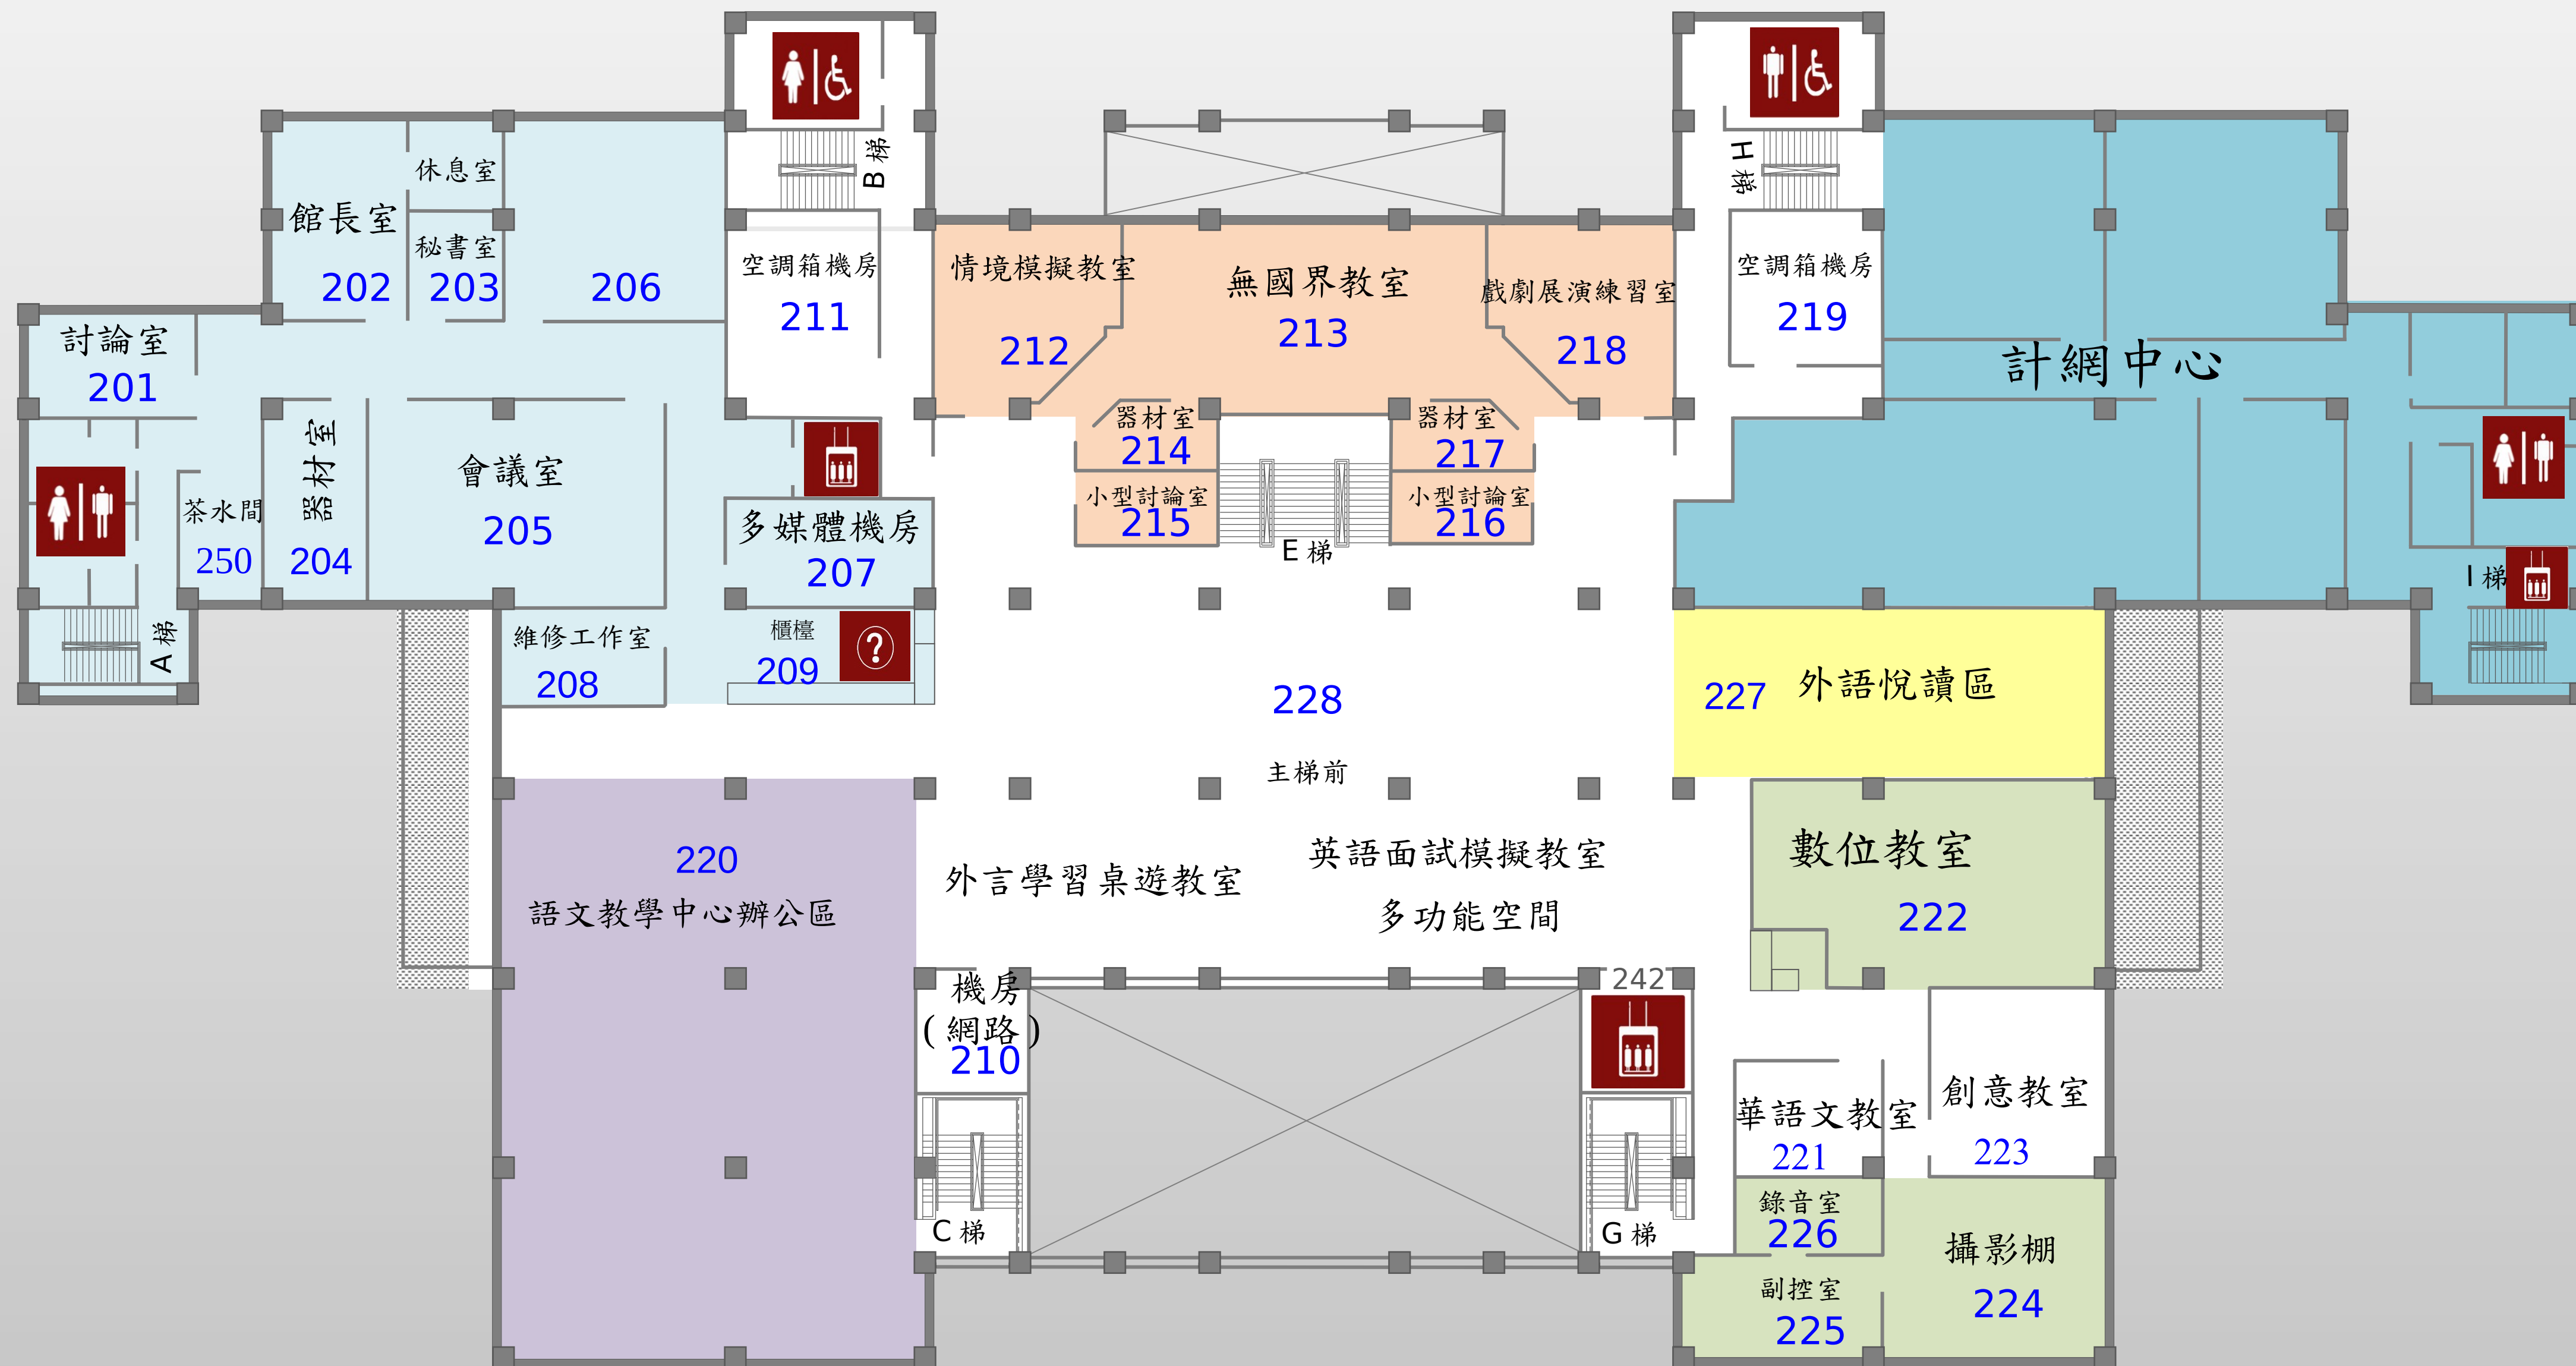 B 梯
H 梯
休息室
館長室
秘書室
202
203
206
空調箱機房
211
情境模擬教室
212
無國界教室
213
戲劇展演練習室
218
空調箱機房
219
討論室
201
計網中心
器材室
204
會議室
205
茶水間
250
器材室
214
器材室
217
小型討論室
215
小型討論室
216
多媒體機房
207
E 梯
I 梯
A 梯
維修工作室
208
櫃檯
209
?
228
主梯前
227
外語悅讀區
220
語文教學中心辦公區
外言學習桌遊教室
英語面試模擬教室
多功能空間
數位教室
222
機房
(網路)
210
242
華語文教室
221
創意教室
223
C 梯
G 梯
錄音室
226
攝影棚
224
副控室
225